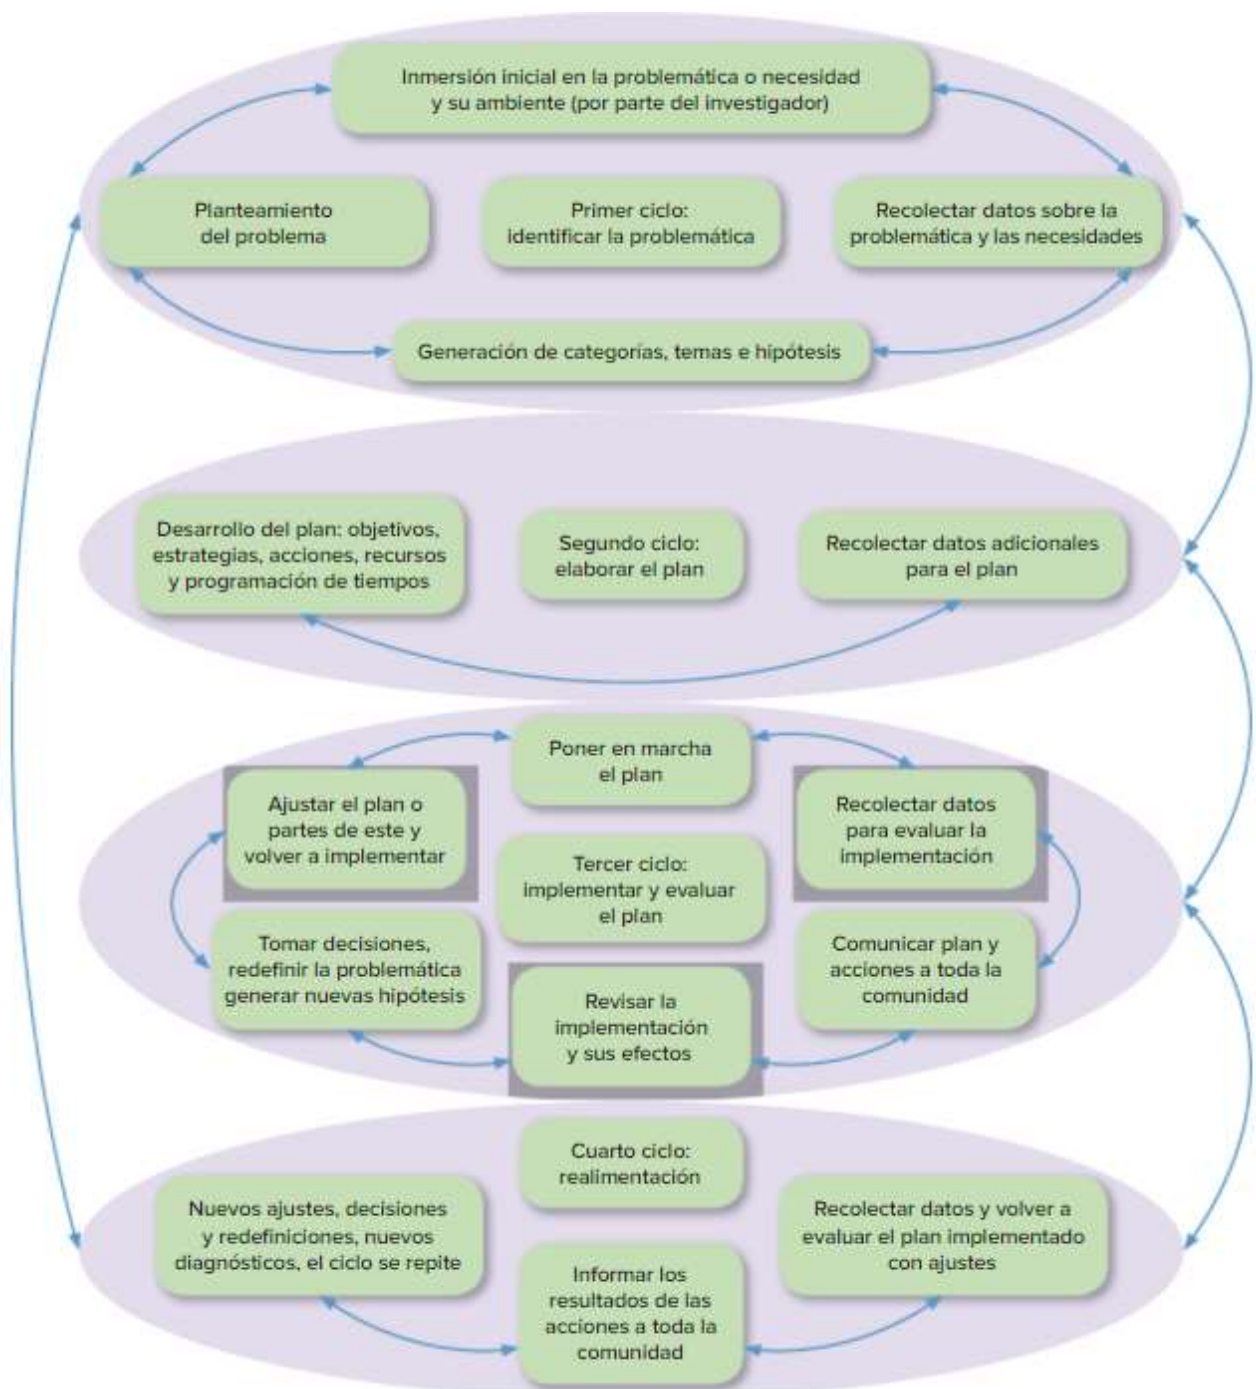 Inmersión inicial en la problemática o necesidad
y su ambiente (por parte del investigador)
Planteamiento
del problema
Primer ciclo:
identificar la problemática
Recolectar datos sobre la
problemática y las necesidades
Generación de categorías, temas e hipótesis
Desarrollo del plan: objetivos,
estrategias, acciones, recursos
y programación de tiempos
Segundo ciclo:
elaborar el plan
Recolectar datos adicionales
para el plan
Poner en marcha
el plan
Ajustar el plan o
partes de este y
volver a implementar
Recolectar datos
para evaluar la
implementación
Tercer ciclo:
implementar y evaluar
el plan
Tomar decisiones,
redefinir la problemática
generar nuevas hipótesis
Comunicar plan y
acciones a toda la
comunidad
Revisar la
implementación
y sus efectos
Cuarto ciclo:
realimentación
Nuevos ajustes, decisiones
y redefiniciones, nuevos
diagnósticos, el ciclo se repite
Recolectar datos y volver a
evaluar el plan implementado
con ajustes
Informar los
resultados de las
acciones a toda la
comunidad